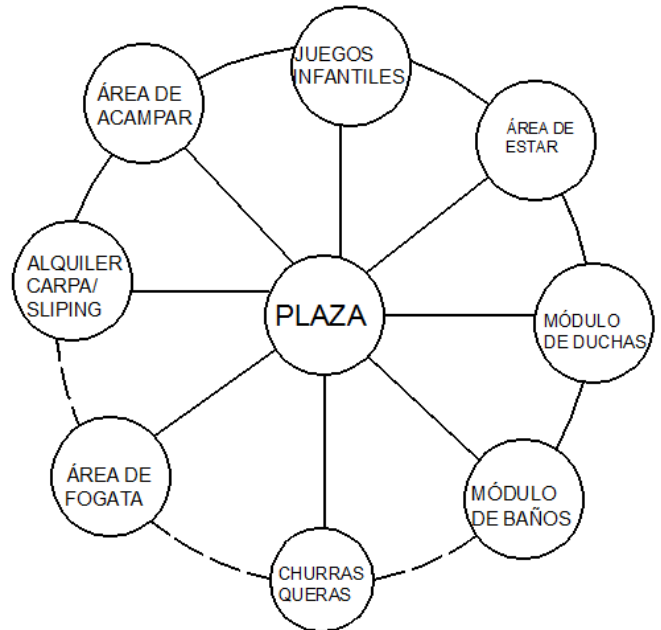 JUEGOS
INFANTILES
ÁREA DE
ACAMPAR
ÁREA DE
ESTAR
ALQUILER
CARPA/
SLIPING
PLAZA
MÓDULO
DE DUCHAS
ÁREA DE
FOGATA
MÓDULO
DE BAÑOS
CHURRAS
QUERAS